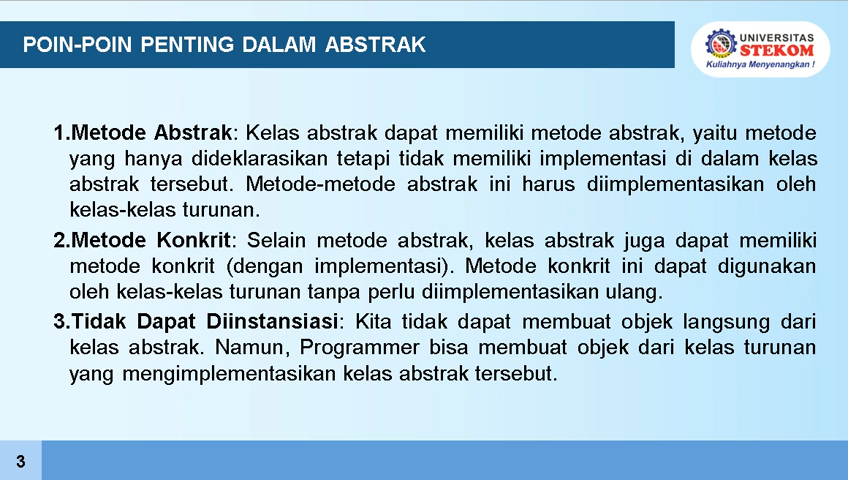 POIN-POIN PENTING DALAM ABSTRAK
UNIVERSITAS
STEKOM
Kuliahnya Menyenangkan !
1.Metode Abstrak: Kelas abstrak dapat memiliki metode abstrak, yaitu metode
yang hanya dideklarasikan tetapi tidak memiliki implementasi di dalam kelas
abstrak tersebut. Metode-metode abstrak ini harus diimplementasikan oleh
kelas-kelas turunan.
2.Metode Konkrit: Selain metode abstrak, kelas abstrak juga dapat memiliki
metode konkrit (dengan implementasi). Metode konkrit ini dapat digunakan
oleh kelas-kelas turunan tanpa perlu diimplementasikan ulang.
3.Tidak Dapat Diinstansiasi: Kita tidak dapat membuat objek langsung dari
kelas abstrak. Namun, Programmer bisa membuat objek dari kelas turunan
yang mengimplementasikan kelas abstrak tersebut.
3